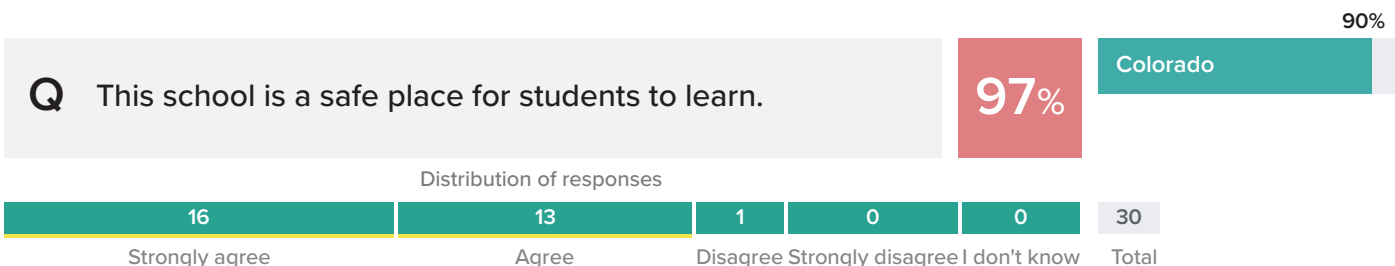 90%
Q This school is a safe place for students to learn.
97%
Colorado
Distribution of responses
16 13 1 0 0 30
Strongly agree Agree Disagree Strongly disagree I don't know Total